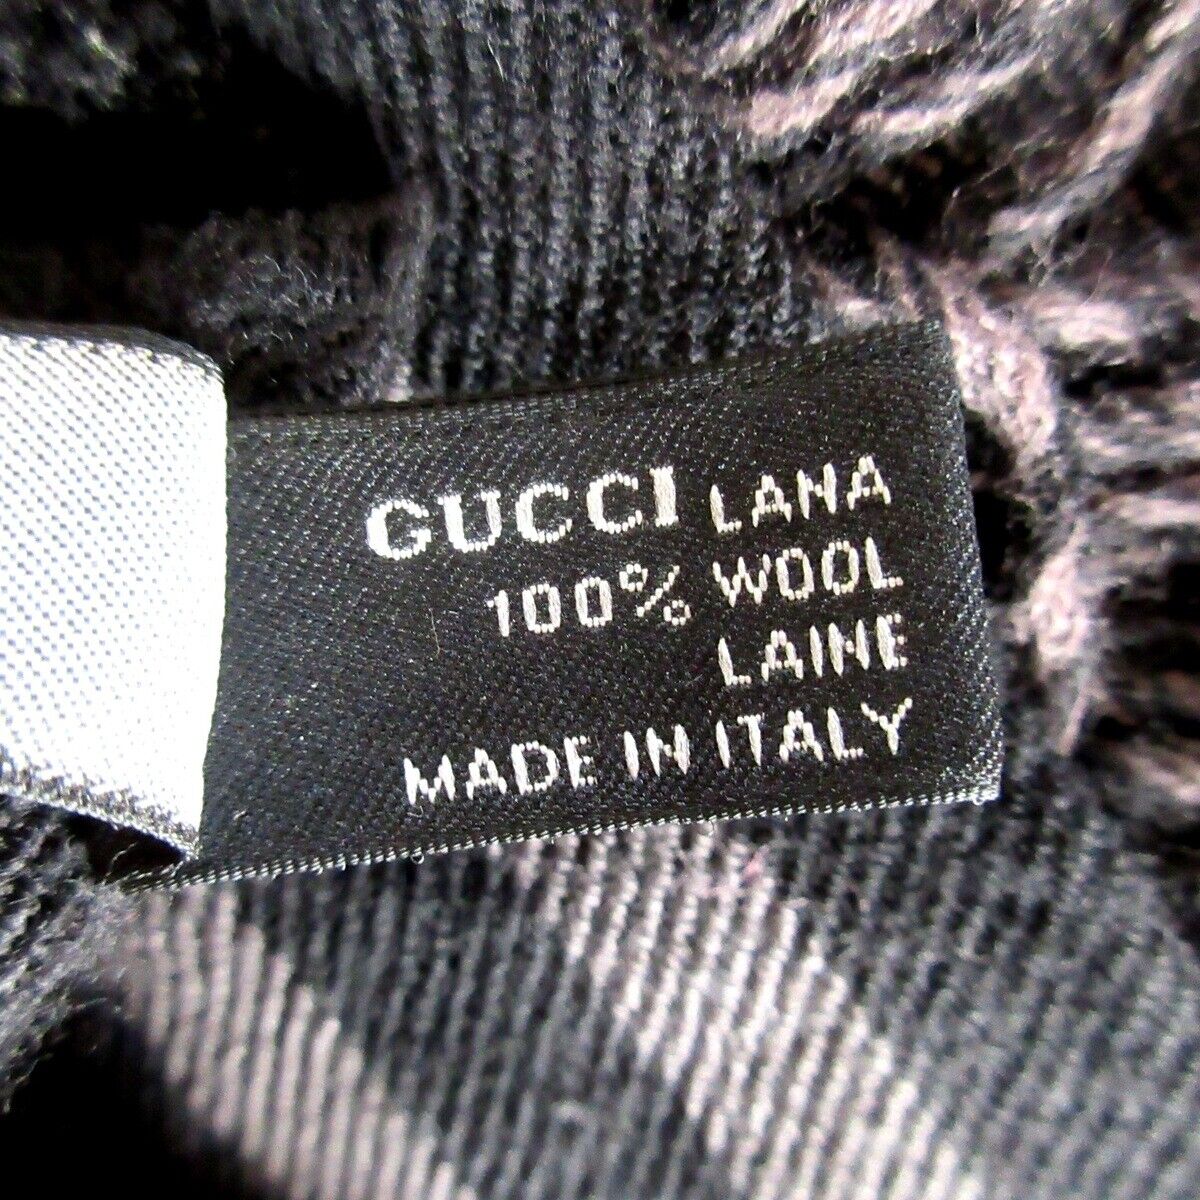 GUCCI LANA
100% WOOL
LAINE
MADE IN ITALY